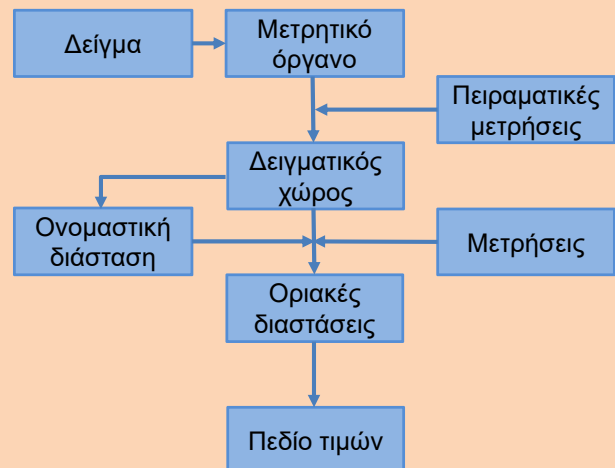 Δείγμα
Μετρητικό
όργανο
Πειραματικές
μετρήσεις
Δειγματικός
χώρος
Ονομαστική
διάσταση
Μετρήσεις
Οριακές
διαστάσεις
Πεδίο τιμών